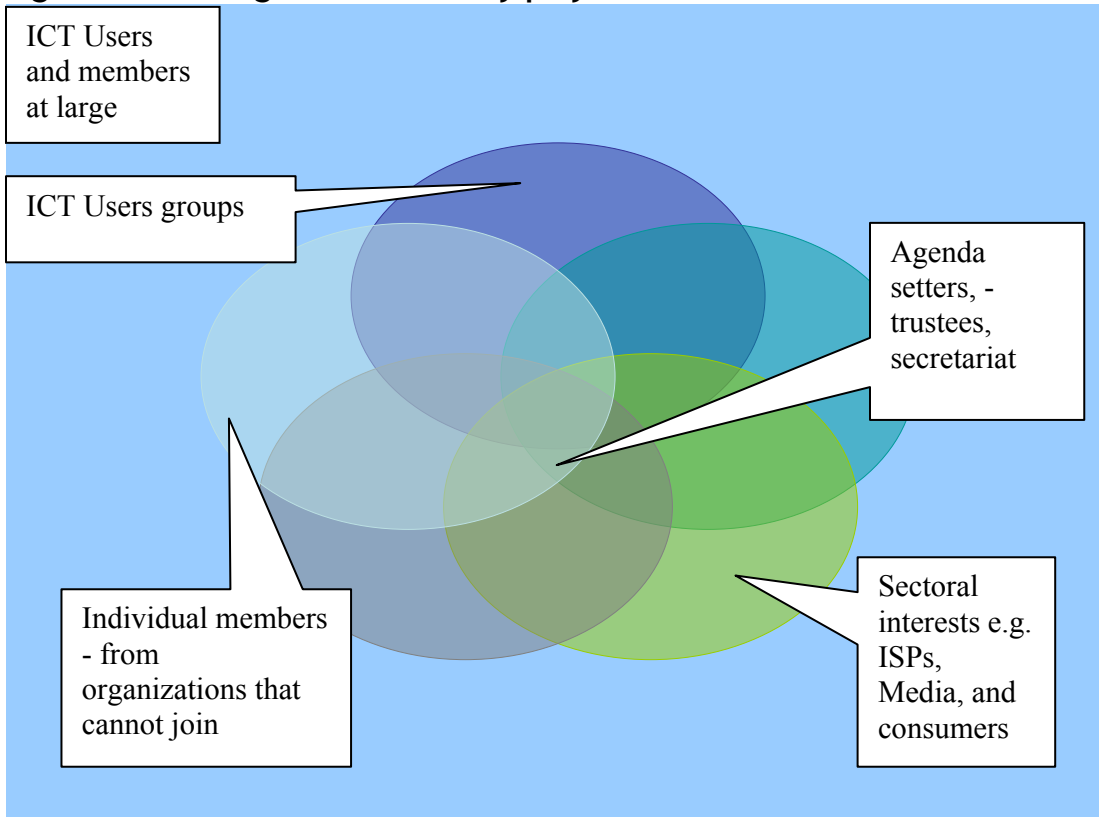 ICT Users
and members
at large
ICT Users groups
Agenda
setters, -
trustees,
secretariat
Individual members
- from
organizations that
cannot join
Sectoral
interests e.g.
ISPs,
Media, and
consumers